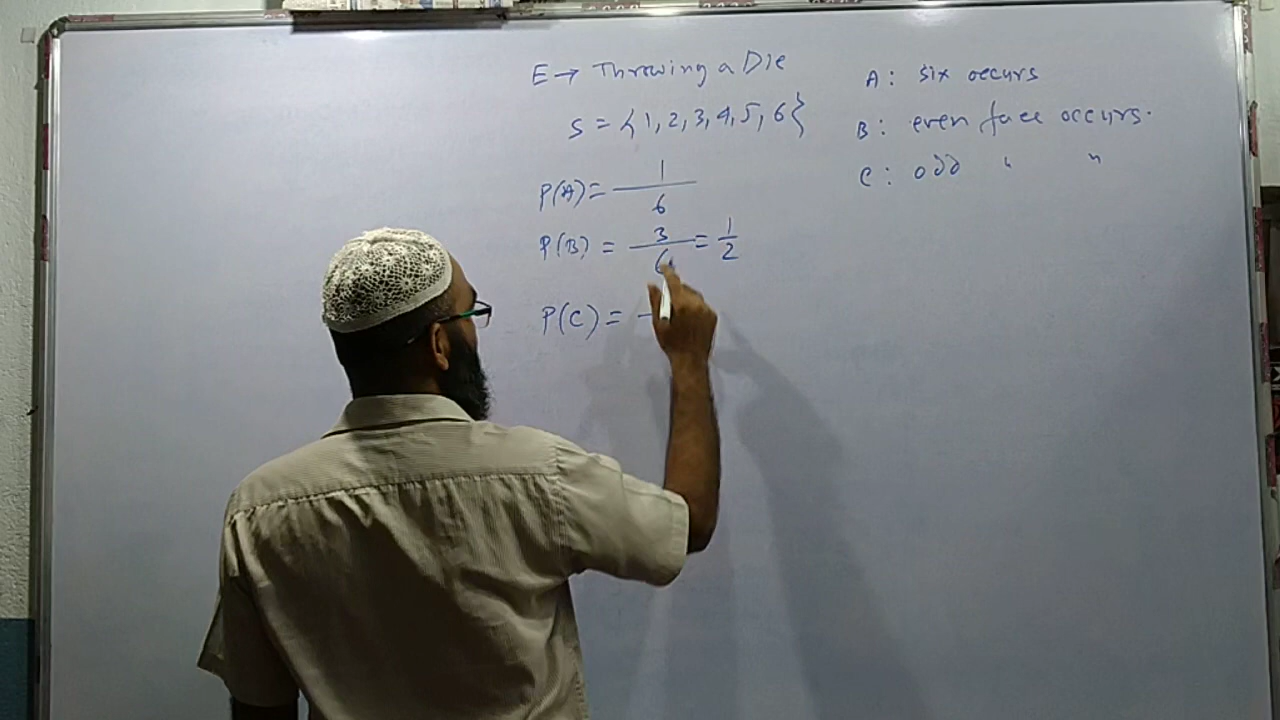 E → Throwing a Die
S = {1, 2, 3, 4, 5, 6}
P(A) = 1/6
P(B) = 3/6 = 1/2
P(C) =
A: six occurs
B: even face occurs.
C: odd " "